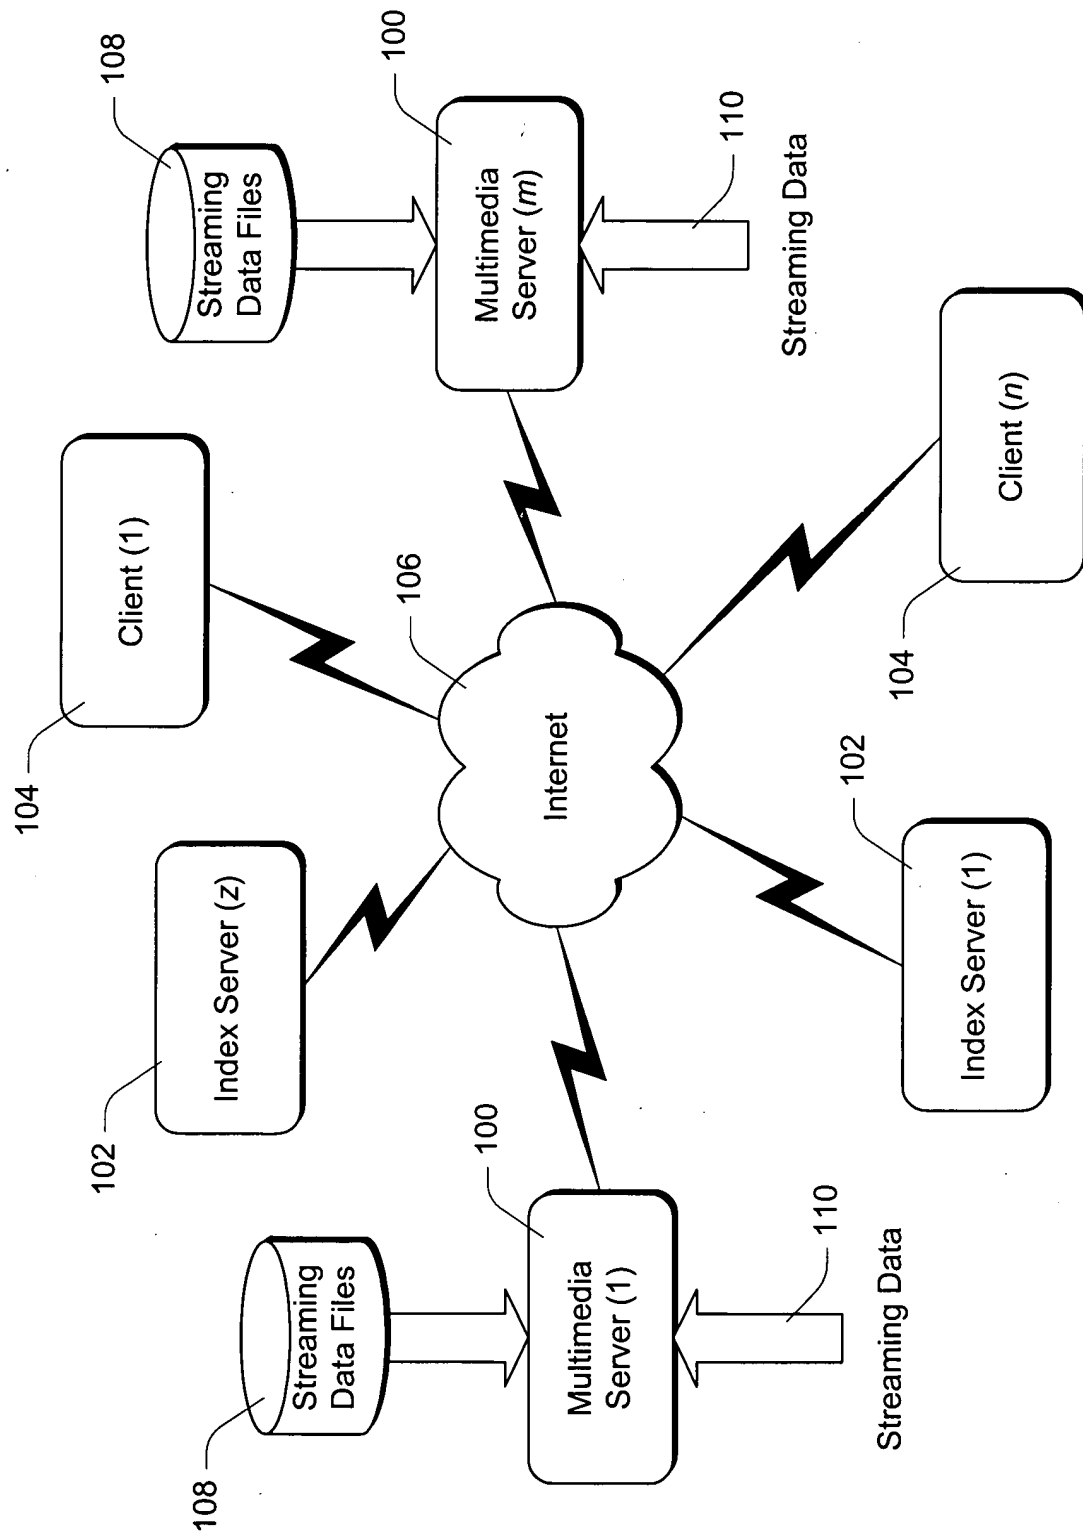 104
102
108
Client (1)
108
Streaming
Data Files
Index Server (z)
Streaming
Data Files
100
106
100
Multimedia
Server (m)
Internet
Multimedia
Server (1)
110
Streaming Data
110
102
Streaming Data
104
Index Server (1)
Client (n)